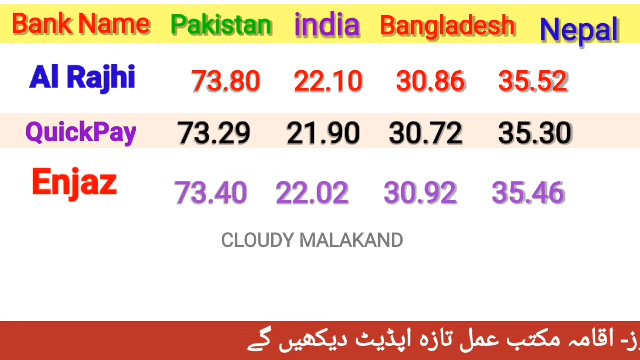 Bank Name Pakistan india Bangladesh Nepal
Al Rajhi 73.80 22.10 30.86 35.52
QuickPay 73.29 21.90 30.72 35.30
Enjaz 73.40 22.02 30.92 35.46
CLOUDY MALAKAND
اقامہ مکتب عمل تازہ اپڈیٹ دیکھیں گے